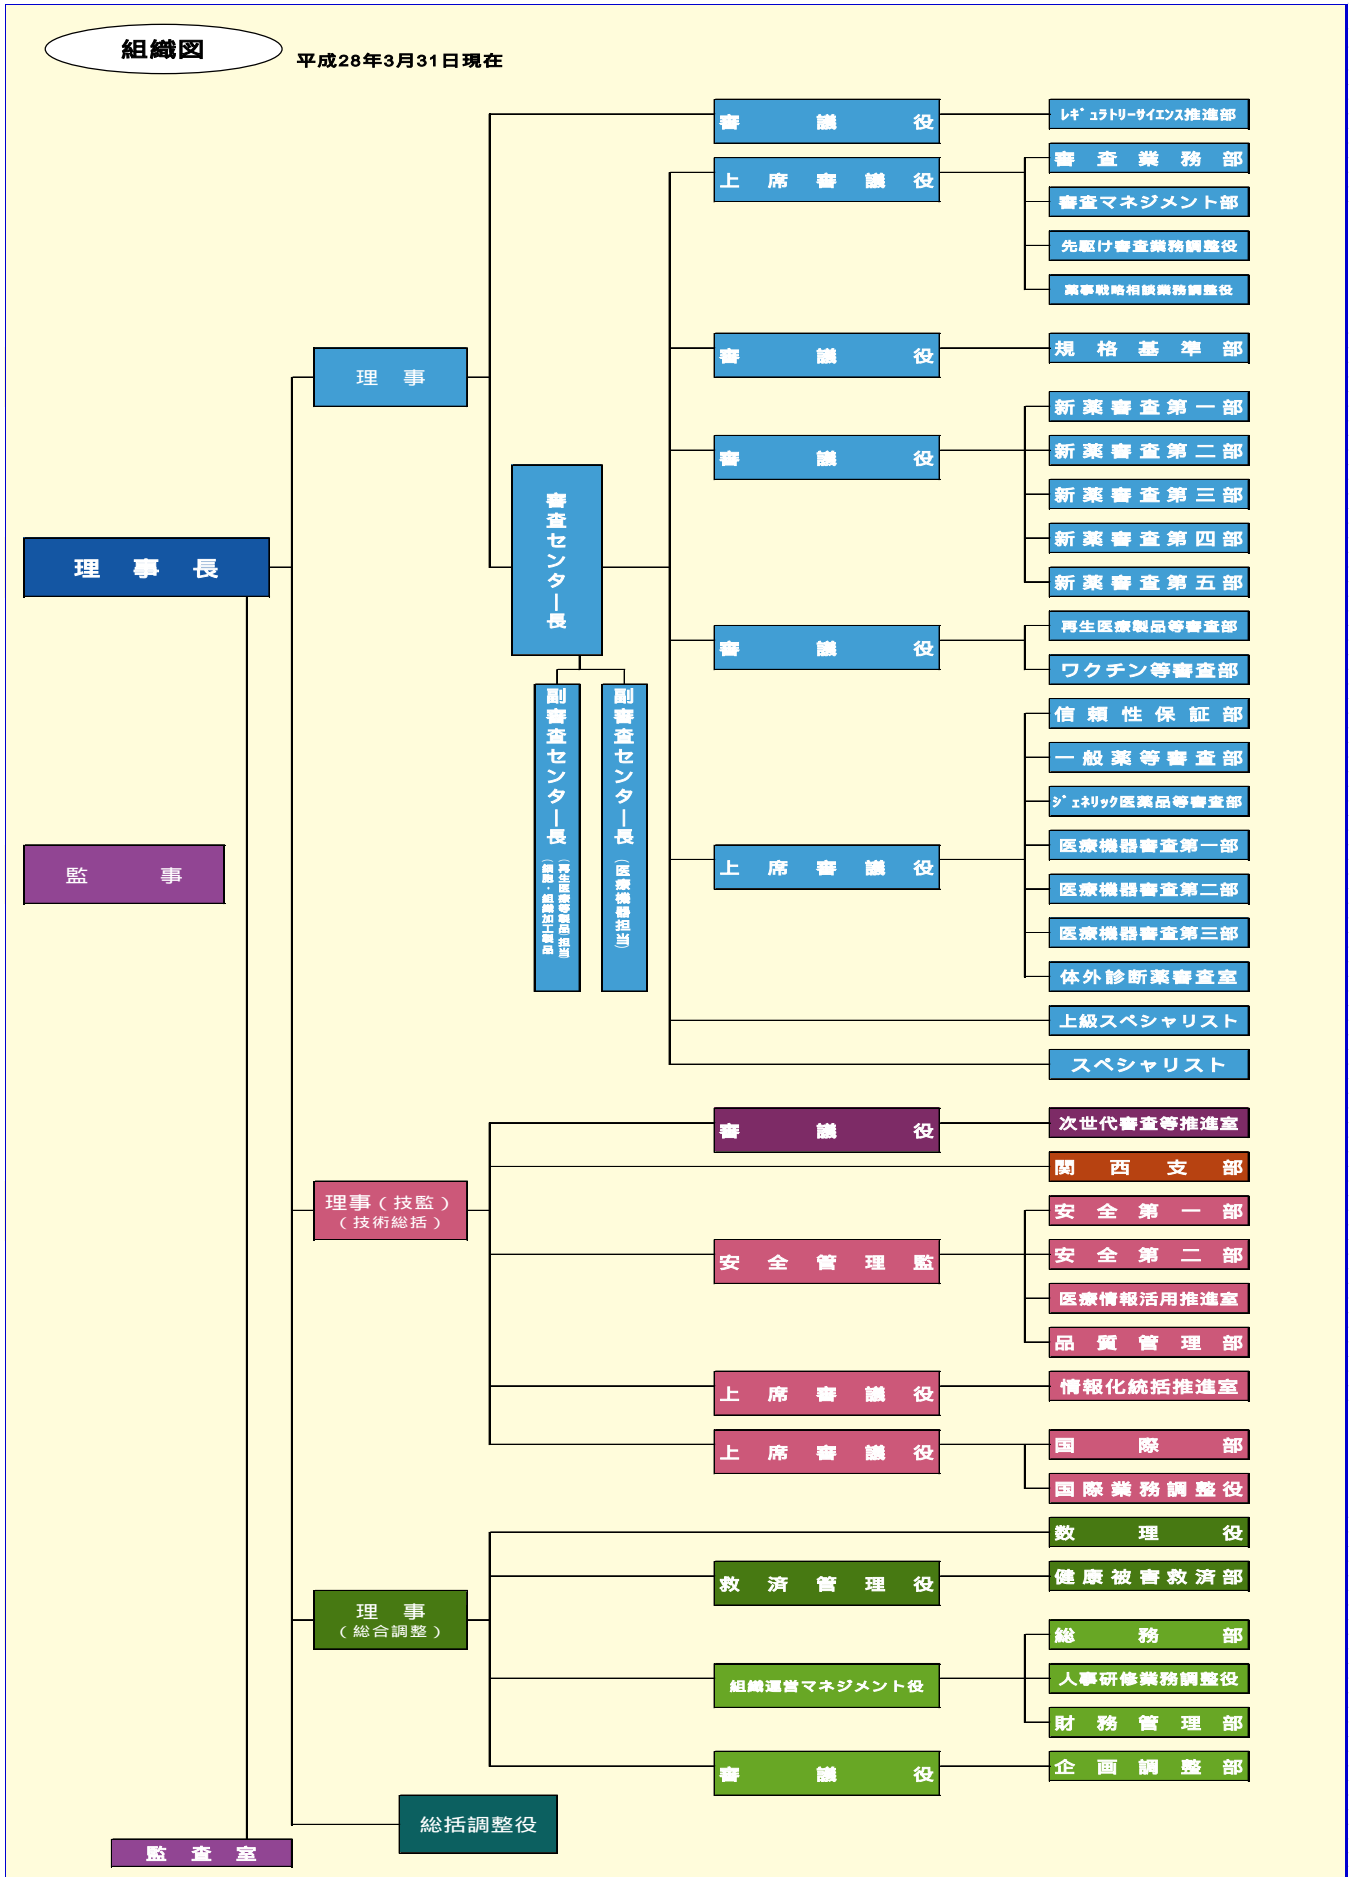 組織図
平成28年3月31日現在
審議役
レギュラトリーサイエンス推進部
上席審議役
審査業務部
審査マネジメント部
先駆け審査業務調整役
薬事戦略相談業務調整役
理事
審議役
規格基準部
審議役
新薬審査第一部
新薬審査第二部
新薬審査第三部
新薬審査第四部
新薬審査第五部
審査センター長
理事長
審議役
再生医療製品等審査部
ワクチン等審査部
副審査センター長
(再生医療等製品)担当
(細胞・組織加工製品
副審査センター長
(医療機器担当)
監事
上席審議役
信頼性保証部
一般薬等審査部
ジェネリック医薬品等審査部
医療機器審査第一部
医療機器審査第二部
医療機器審査第三部
体外診断薬審査室
上級スペシャリスト
スペシャリスト
審議役
次世代審査等推進室
関西支部
理事(技監)
(技術総括)
安全管理監
安全第一部
安全第二部
医療情報活用推進室
品質管理部
上席審議役
情報化統括推進室
上席審議役
国際部
国際業務調整役
数理役
救済管理役
健康被害救済部
理事
(総合調整)
組織運営マネジメント役
総務部
人事研修業務調整役
財務管理部
審議役
企画調整部
総括調整役
監査室